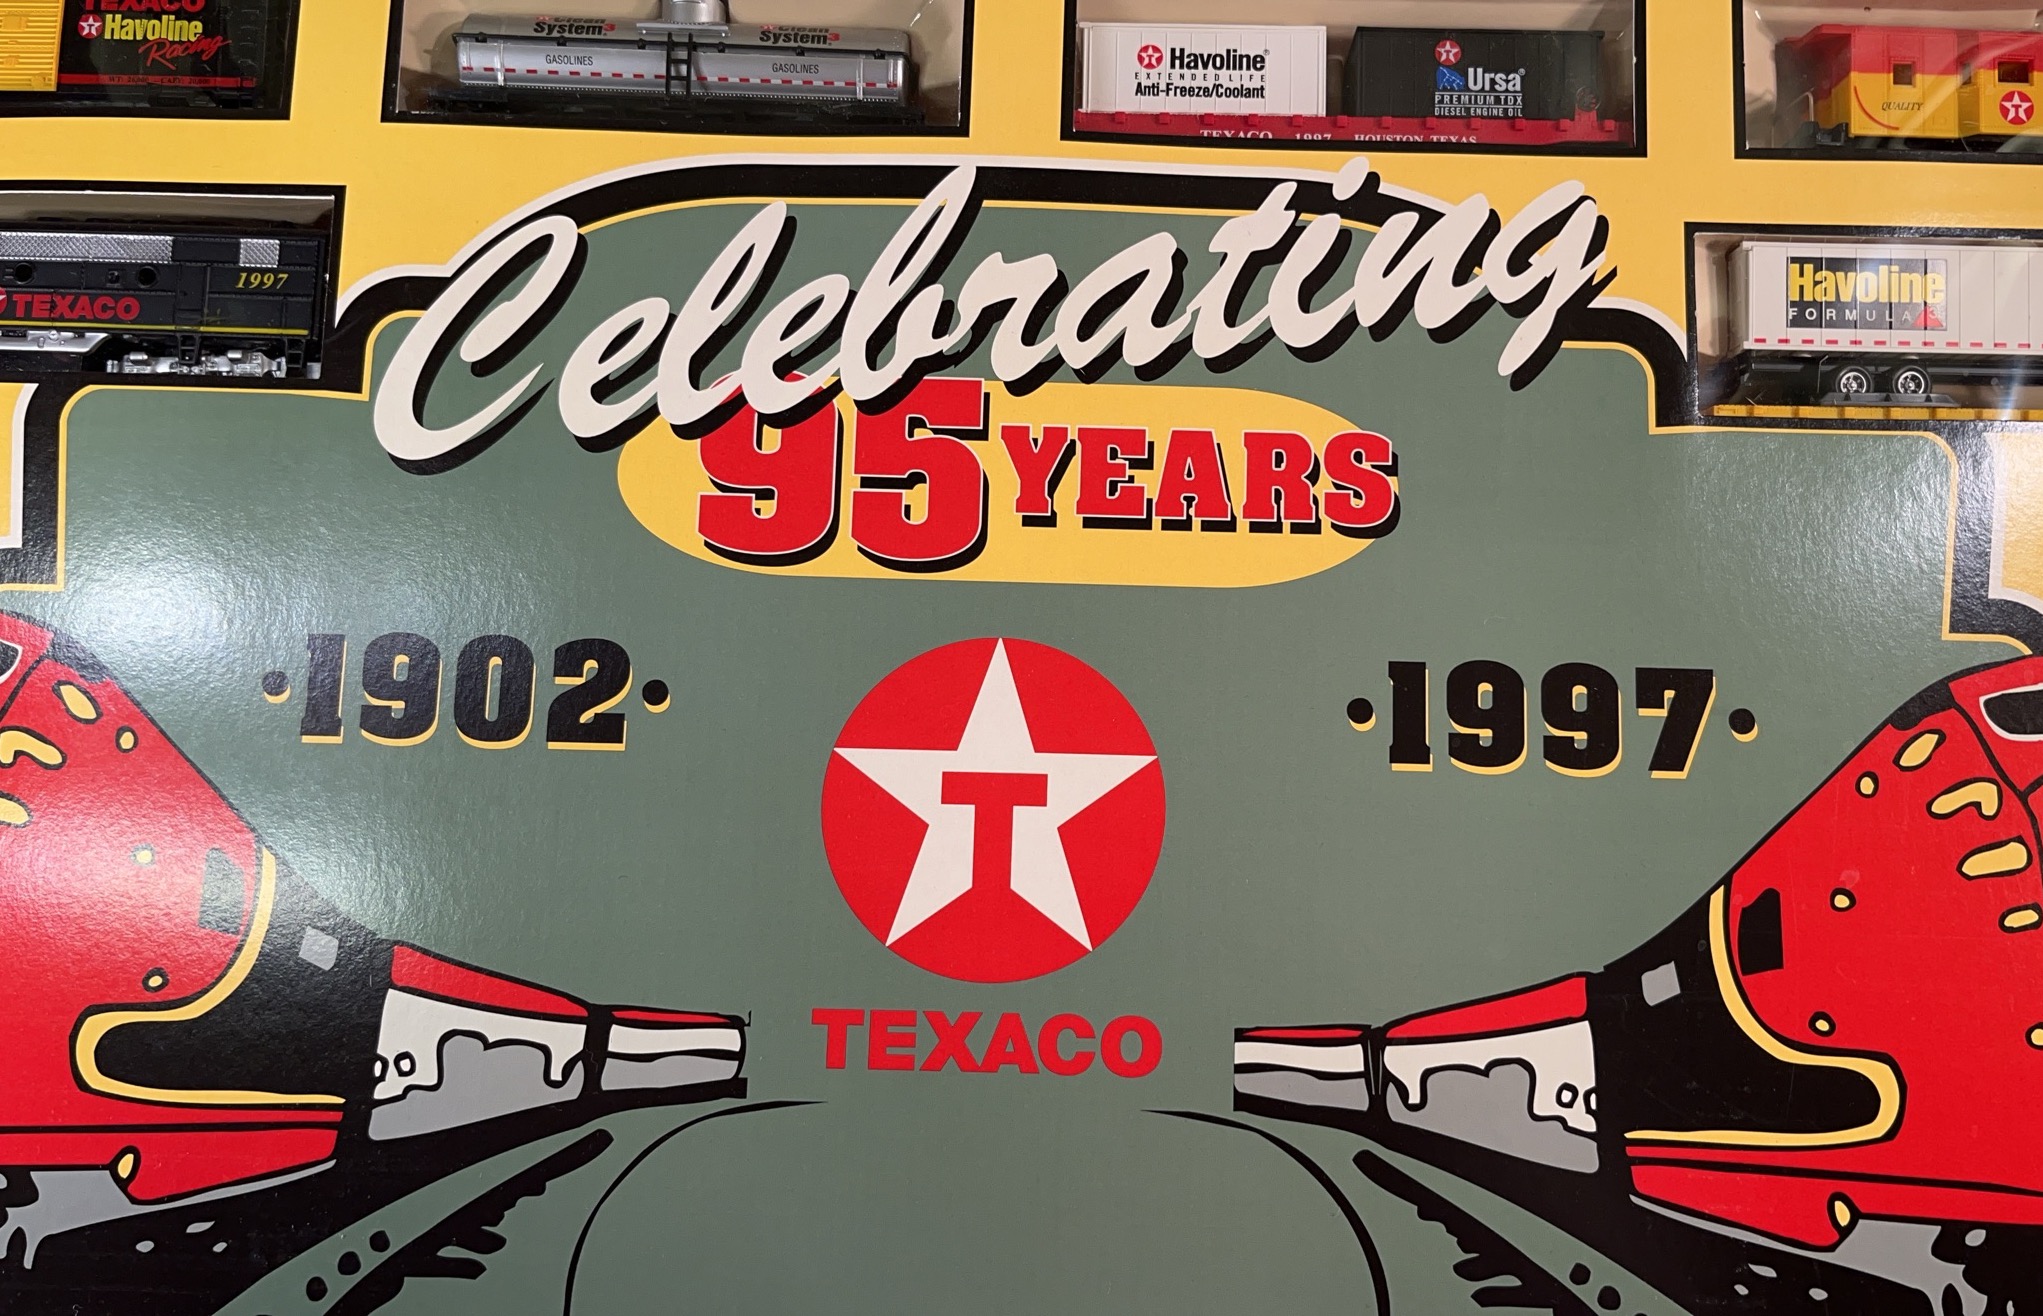 TEXACO
Havoline
Racing
Clean
System3
Clean
System3
GASOLINES
GASOLINES
Havoline®
EXTENDED LIFE
Anti-Freeze/Coolant
Ursa®
PREMIUM TDX
DIESEL ENGINE OIL
TEXACO 1997 HOUSTON, TEXAS
QUALITY
T
1997
TEXACO
Havoline
FORMULA 3
Celebrating
95 YEARS
·1902·
·1997·
T
TEXACO